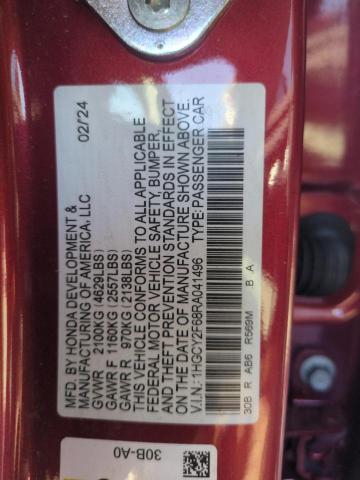 MFD. BY HONDA DEVELOPMENT & 02/24
MANUFACTURING OF AMERICA, LLC
GVWR 2100KG (4629LBS)
GAWR F 1160KG (2557LBS)
GAWR R 970KG (2138LBS)
THIS VEHICLE CONFORMS TO ALL APPLICABLE
FEDERAL MOTOR VEHICLE SAFETY, BUMPER,
AND THEFT PREVENTION STANDARDS IN EFFECT
ON THE DATE OF MANUFACTURE SHOWN ABOVE.
V.I.N.:1HGCY2F68RA041496 TYPE:PASSENGER CAR
30B R AB6 R569M B A
30B-A0